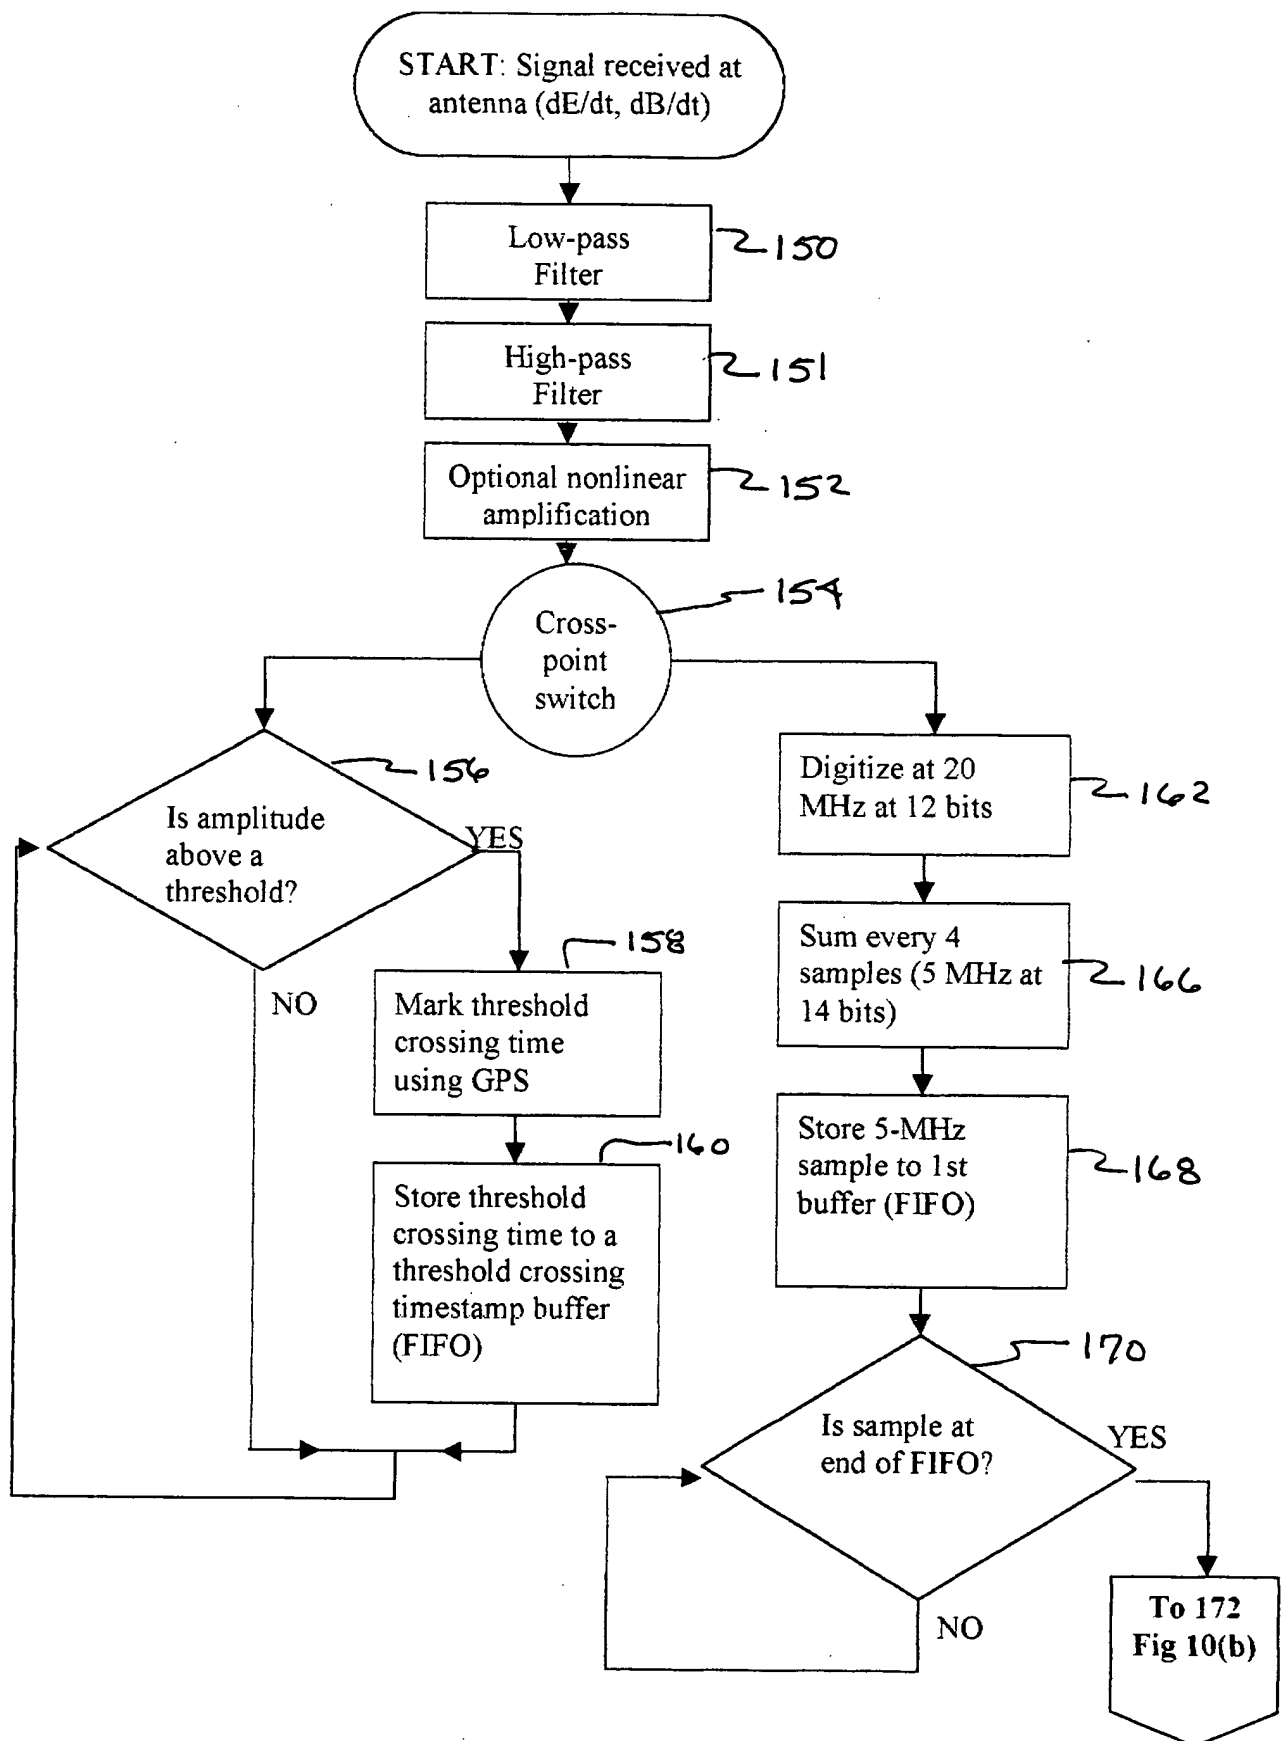 START: Signal received at
antenna (dE/dt, dB/dt)
Low-pass
Filter
150
High-pass
Filter
151
Optional nonlinear
amplification
152
Cross-
point
switch
154
Is amplitude
above a
threshold?
156
YES
NO
Mark threshold
crossing time
using GPS
158
Store threshold
crossing time to a
threshold crossing
timestamp buffer
(FIFO)
160
Digitize at 20
MHz at 12 bits
162
Sum every 4
samples (5 MHz at
14 bits)
166
Store 5-MHz
sample to 1st
buffer (FIFO)
168
Is sample at
end of FIFO?
170
YES
NO
To 172
Fig 10(b)